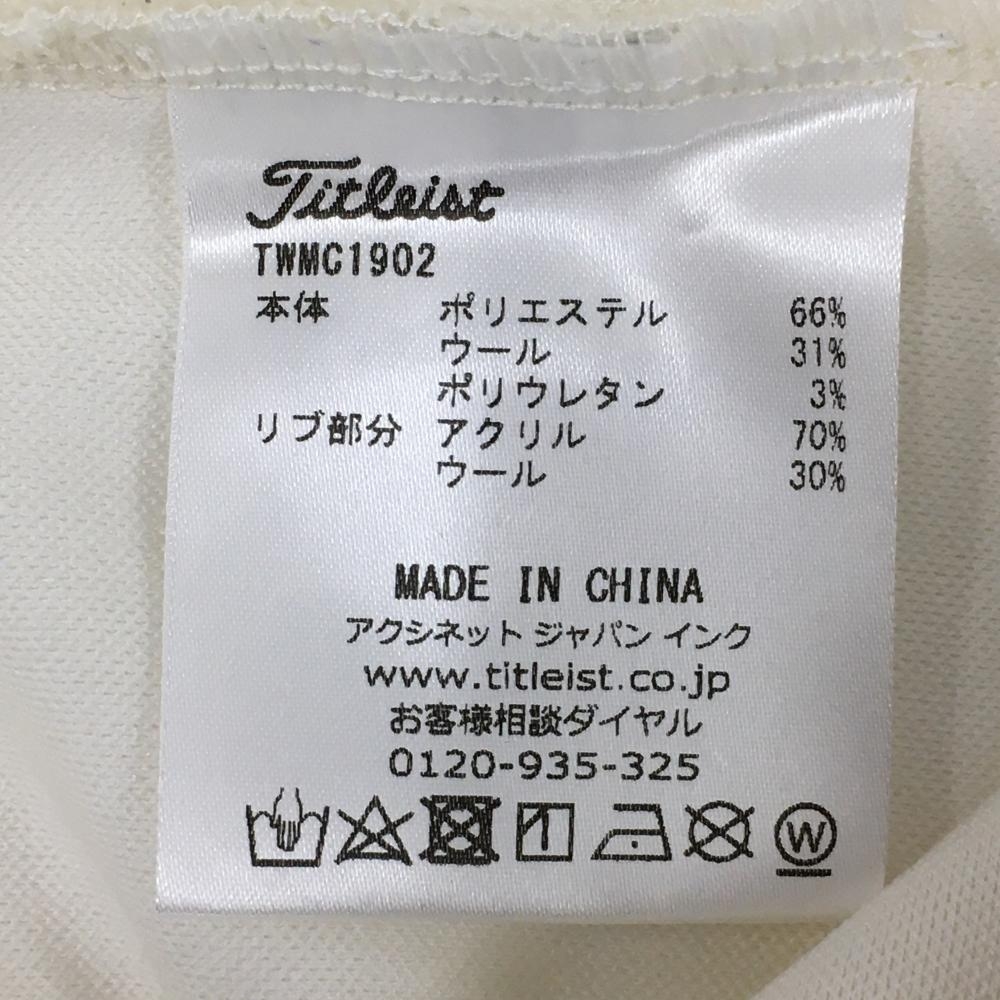 Titleist
TWMC1902
本体 ポリエステル 66%
ウール 31%
ポリウレタン 3%
リブ部分 アクリル 70%
ウール 30%
MADE IN CHINA
アクシネット ジャパン インク
www.titleist.co.jp
お客様相談ダイヤル
0120-935-325
W